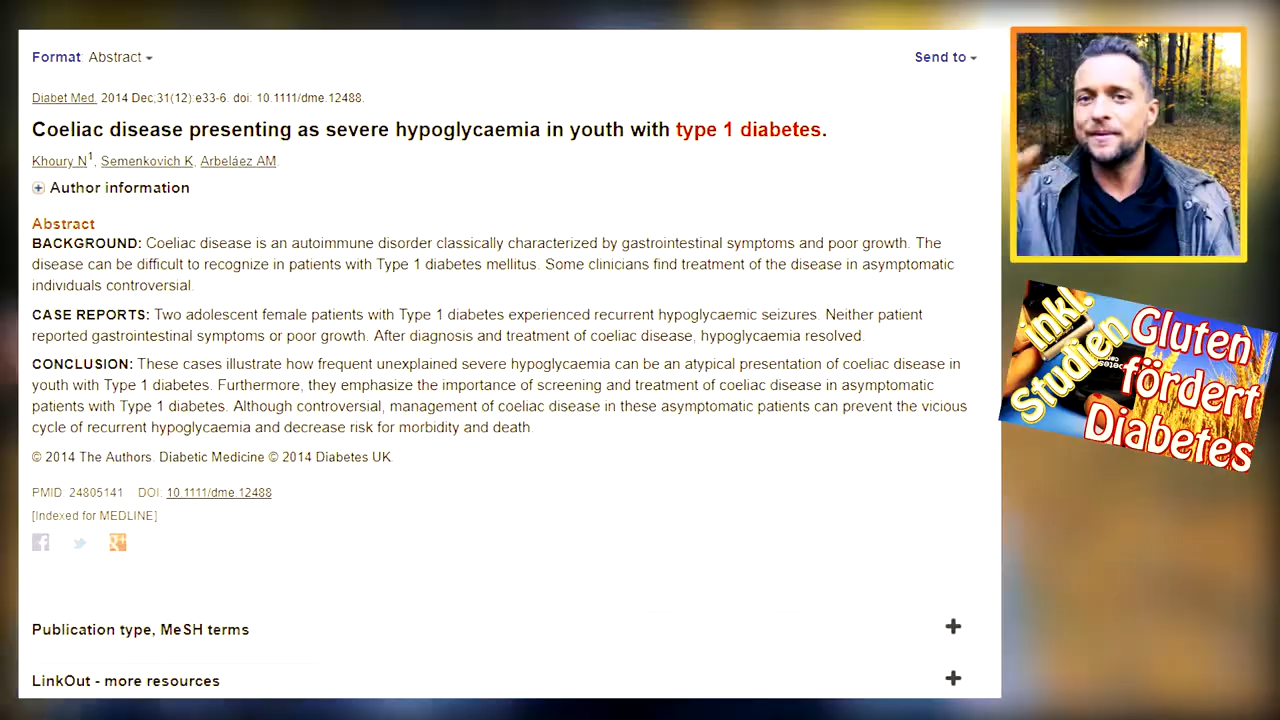 Format Abstract
Send to
Diabet Med. 2014 Dec;31(12):e33-6. doi: 10.1111/dme.12488.
Coeliac disease presenting as severe hypoglycaemia in youth with type 1 diabetes.
Khoury N1, Semenkovich K, Arbeláez AM.
Author information
Abstract
BACKGROUND: Coeliac disease is an autoimmune disorder classically characterized by gastrointestinal symptoms and poor growth. The
disease can be difficult to recognize in patients with Type 1 diabetes mellitus. Some clinicians find treatment of the disease in asymptomatic
individuals controversial.
CASE REPORTS: Two adolescent female patients with Type 1 diabetes experienced recurrent hypoglycaemic seizures. Neither patient
reported gastrointestinal symptoms or poor growth. After diagnosis and treatment of coeliac disease, hypoglycaemia resolved.
CONCLUSION: These cases illustrate how frequent unexplained severe hypoglycaemia can be an atypical presentation of coeliac disease in
youth with Type 1 diabetes. Furthermore, they emphasize the importance of screening and treatment of coeliac disease in asymptomatic
patients with Type 1 diabetes. Although controversial, management of coeliac disease in these asymptomatic patients can prevent the vicious
cycle of recurrent hypoglycaemia and decrease risk for morbidity and death.
© 2014 The Authors. Diabetic Medicine © 2014 Diabetes UK.
PMID: 24805141 DOI: 10.1111/dme.12488
[Indexed for MEDLINE]
Publication type, MeSH terms
LinkOut - more resources
inkl.
Studien
Gluten
fördert
Diabetes